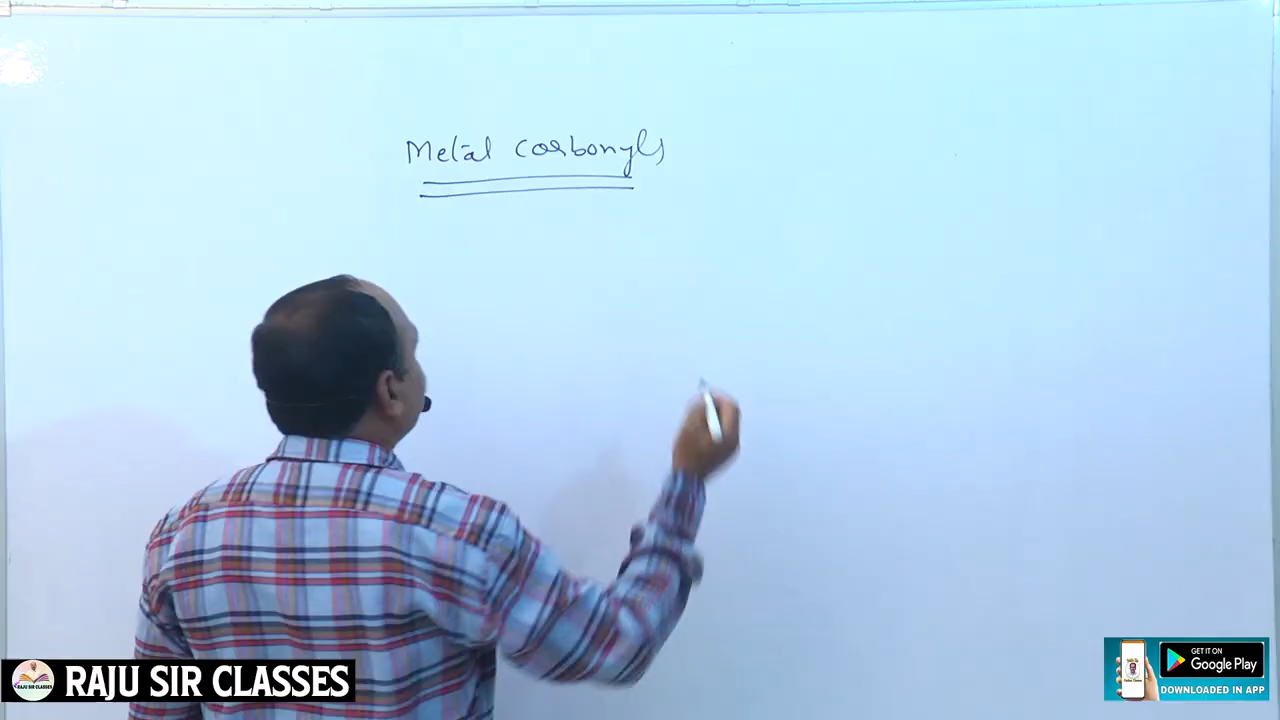 Metal carbonyls
RAJU SIR CLASSES
GET IT ON
Google Play
DOWNLOADED IN APP